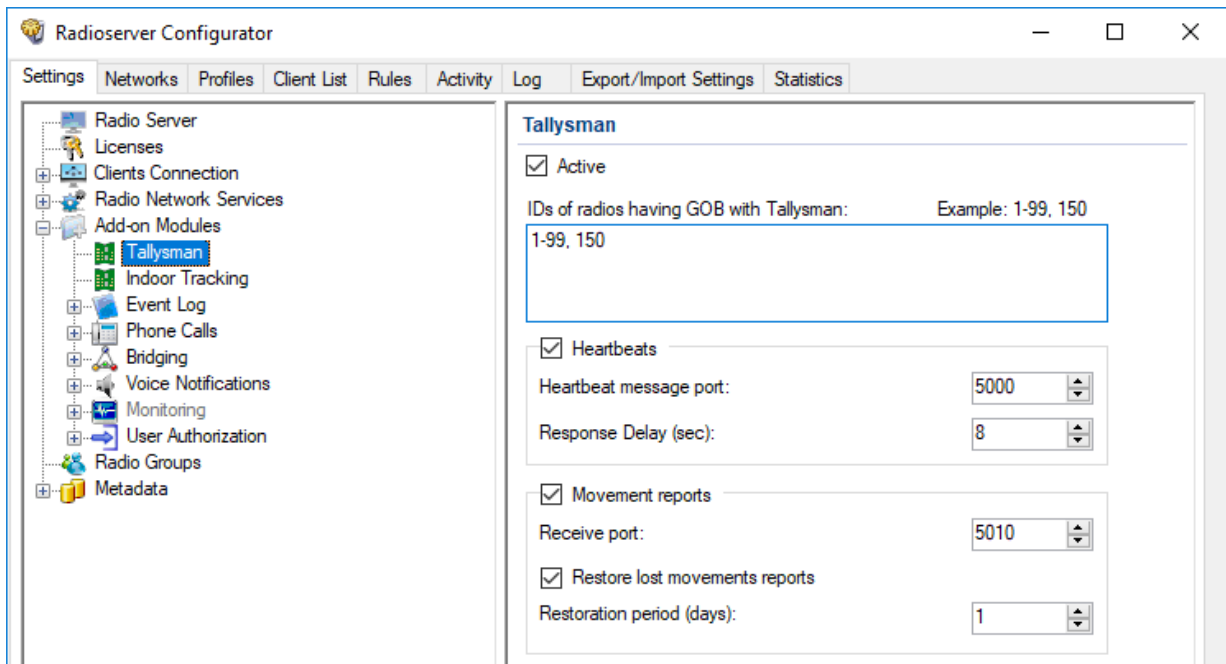 Radioserver Configurator
Settings Networks Profiles Client List Rules Activity Log Export/Import Settings Statistics
Radio Server
Licenses
Clients Connection
Radio Network Services
Add-on Modules
Tallysman
Indoor Tracking
Event Log
Phone Calls
Bridging
Voice Notifications
Monitoring
User Authorization
Radio Groups
Metadata
Tallysman
Active
IDs of radios having GOB with Tallysman: Example: 1-99, 150
1-99, 150
Heartbeats
Heartbeat message port: 5000
Response Delay (sec): 8
Movement reports
Receive port: 5010
Restore lost movements reports
Restoration period (days): 1